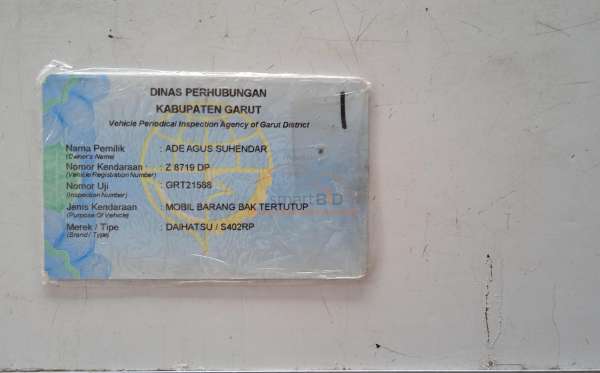 DINAS PERHUBUNGAN
KABUPATEN GARUT
Vehicle Periodical Inspection Agency of Garut District
Nama Pemilik : ADE AGUS SUHENDAR
(Owner's Name)
Nomor Kendaraan : Z 8719 DP
(Vehicle Registration Number)
Nomor Uji : GRT21568
(Inspection Number)
Jenis Kendaraan : MOBIL BARANG BAK TERTUTUP
(Purpose Of Vehicle)
Merek / Tipe : DAIHATSU / S402RP
(Brand / Type)